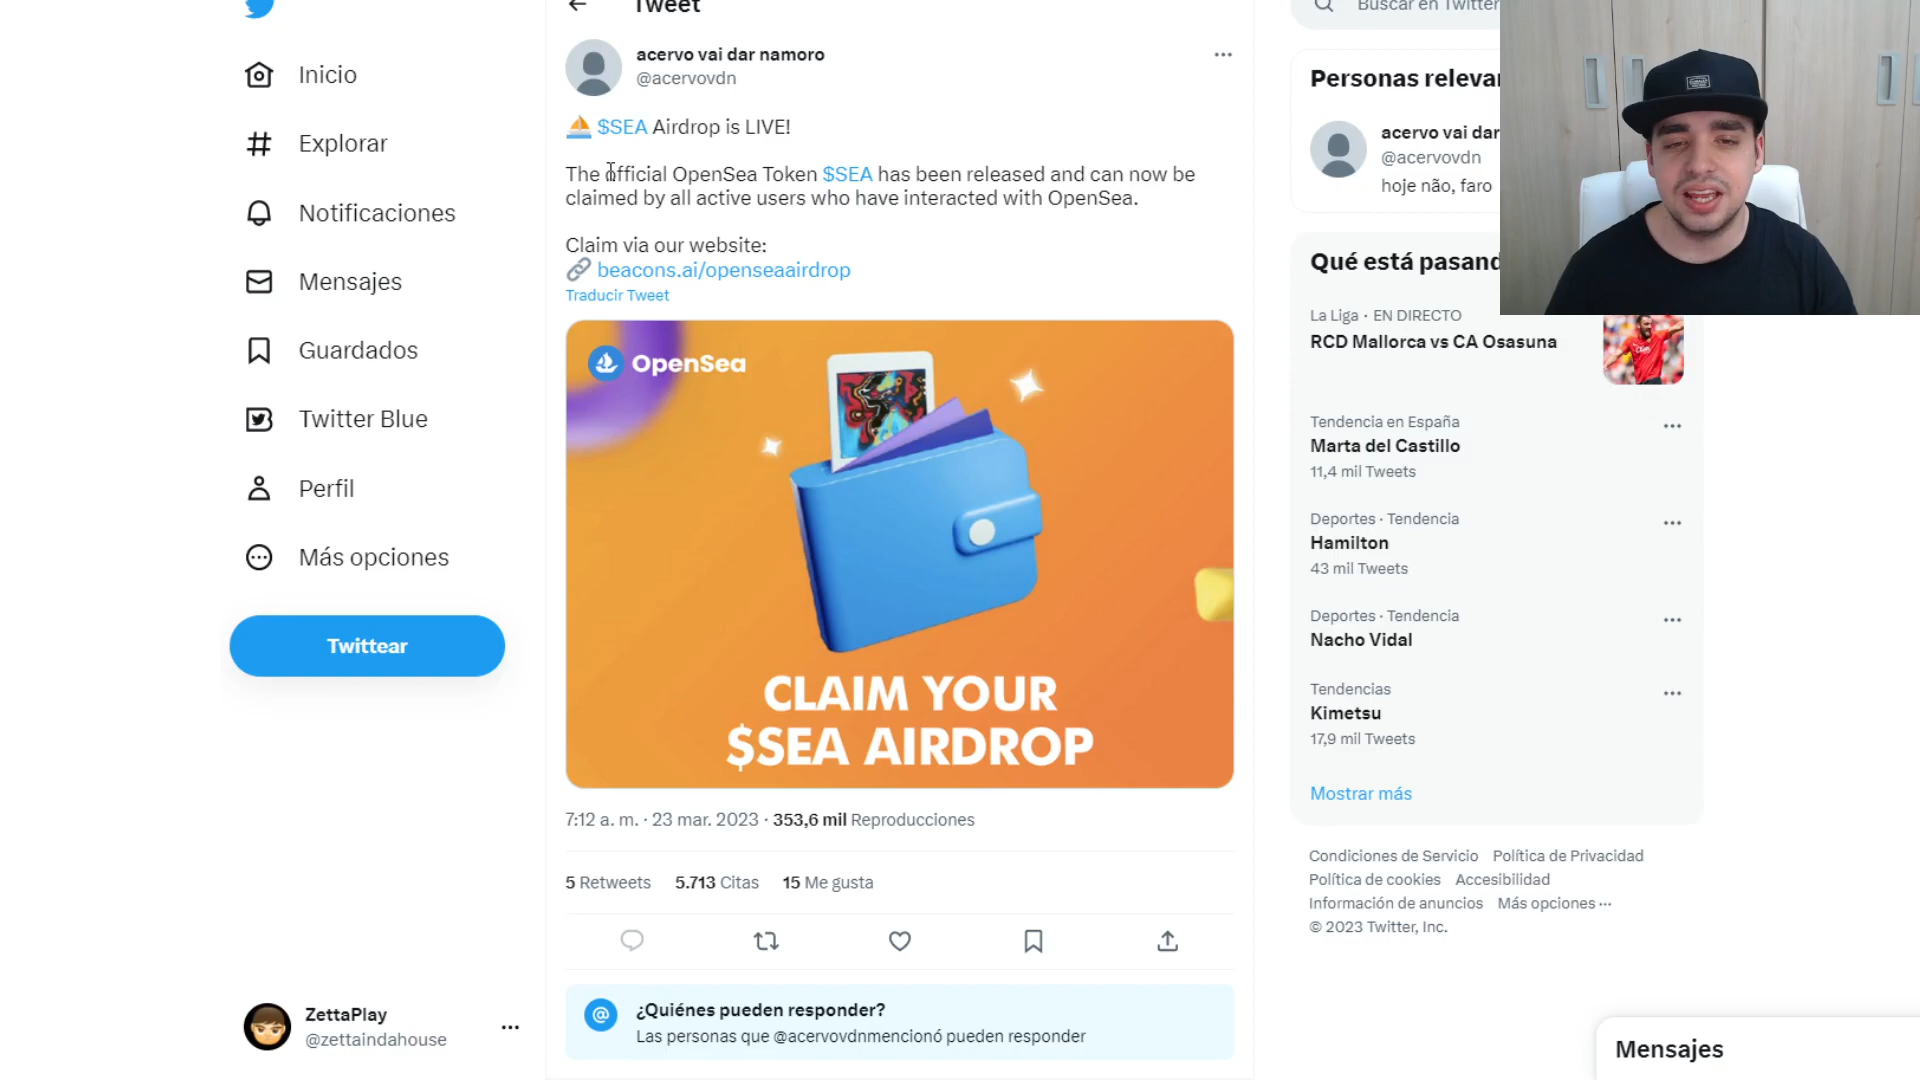 Tweet
Buscar en Twitter
Inicio
Explorar
Notificaciones
Mensajes
Guardados
Twitter Blue
Perfil
Más opciones
Twittear
ZettaPlay
@zettaindahouse
acervo vai dar namoro
@acervovdn
$SEA Airdrop is LIVE!
The official OpenSea Token $SEA has been released and can now be
claimed by all active users who have interacted with OpenSea.
Claim via our website:
beacons.ai/openseaairdrop
Traducir Tweet
OpenSea
CLAIM YOUR
$SEA AIRDROP
7:12 a. m. · 23 mar. 2023 · 353,6 mil Reproducciones
5 Retweets 5.713 Citas 15 Me gusta
¿Quiénes pueden responder?
Las personas que @acervovdnmencionó pueden responder
Personas relevan
acervo vai dar
@acervovdn
hoje não, faro
Qué está pasand
La Liga · EN DIRECTO
RCD Mallorca vs CA Osasuna
Tendencia en España
Marta del Castillo
11,4 mil Tweets
Deportes · Tendencia
Hamilton
43 mil Tweets
Deportes · Tendencia
Nacho Vidal
Tendencias
Kimetsu
17,9 mil Tweets
Mostrar más
Condiciones de Servicio Política de Privacidad
Política de cookies Accesibilidad
Información de anuncios Más opciones ···
© 2023 Twitter, Inc.
Mensajes